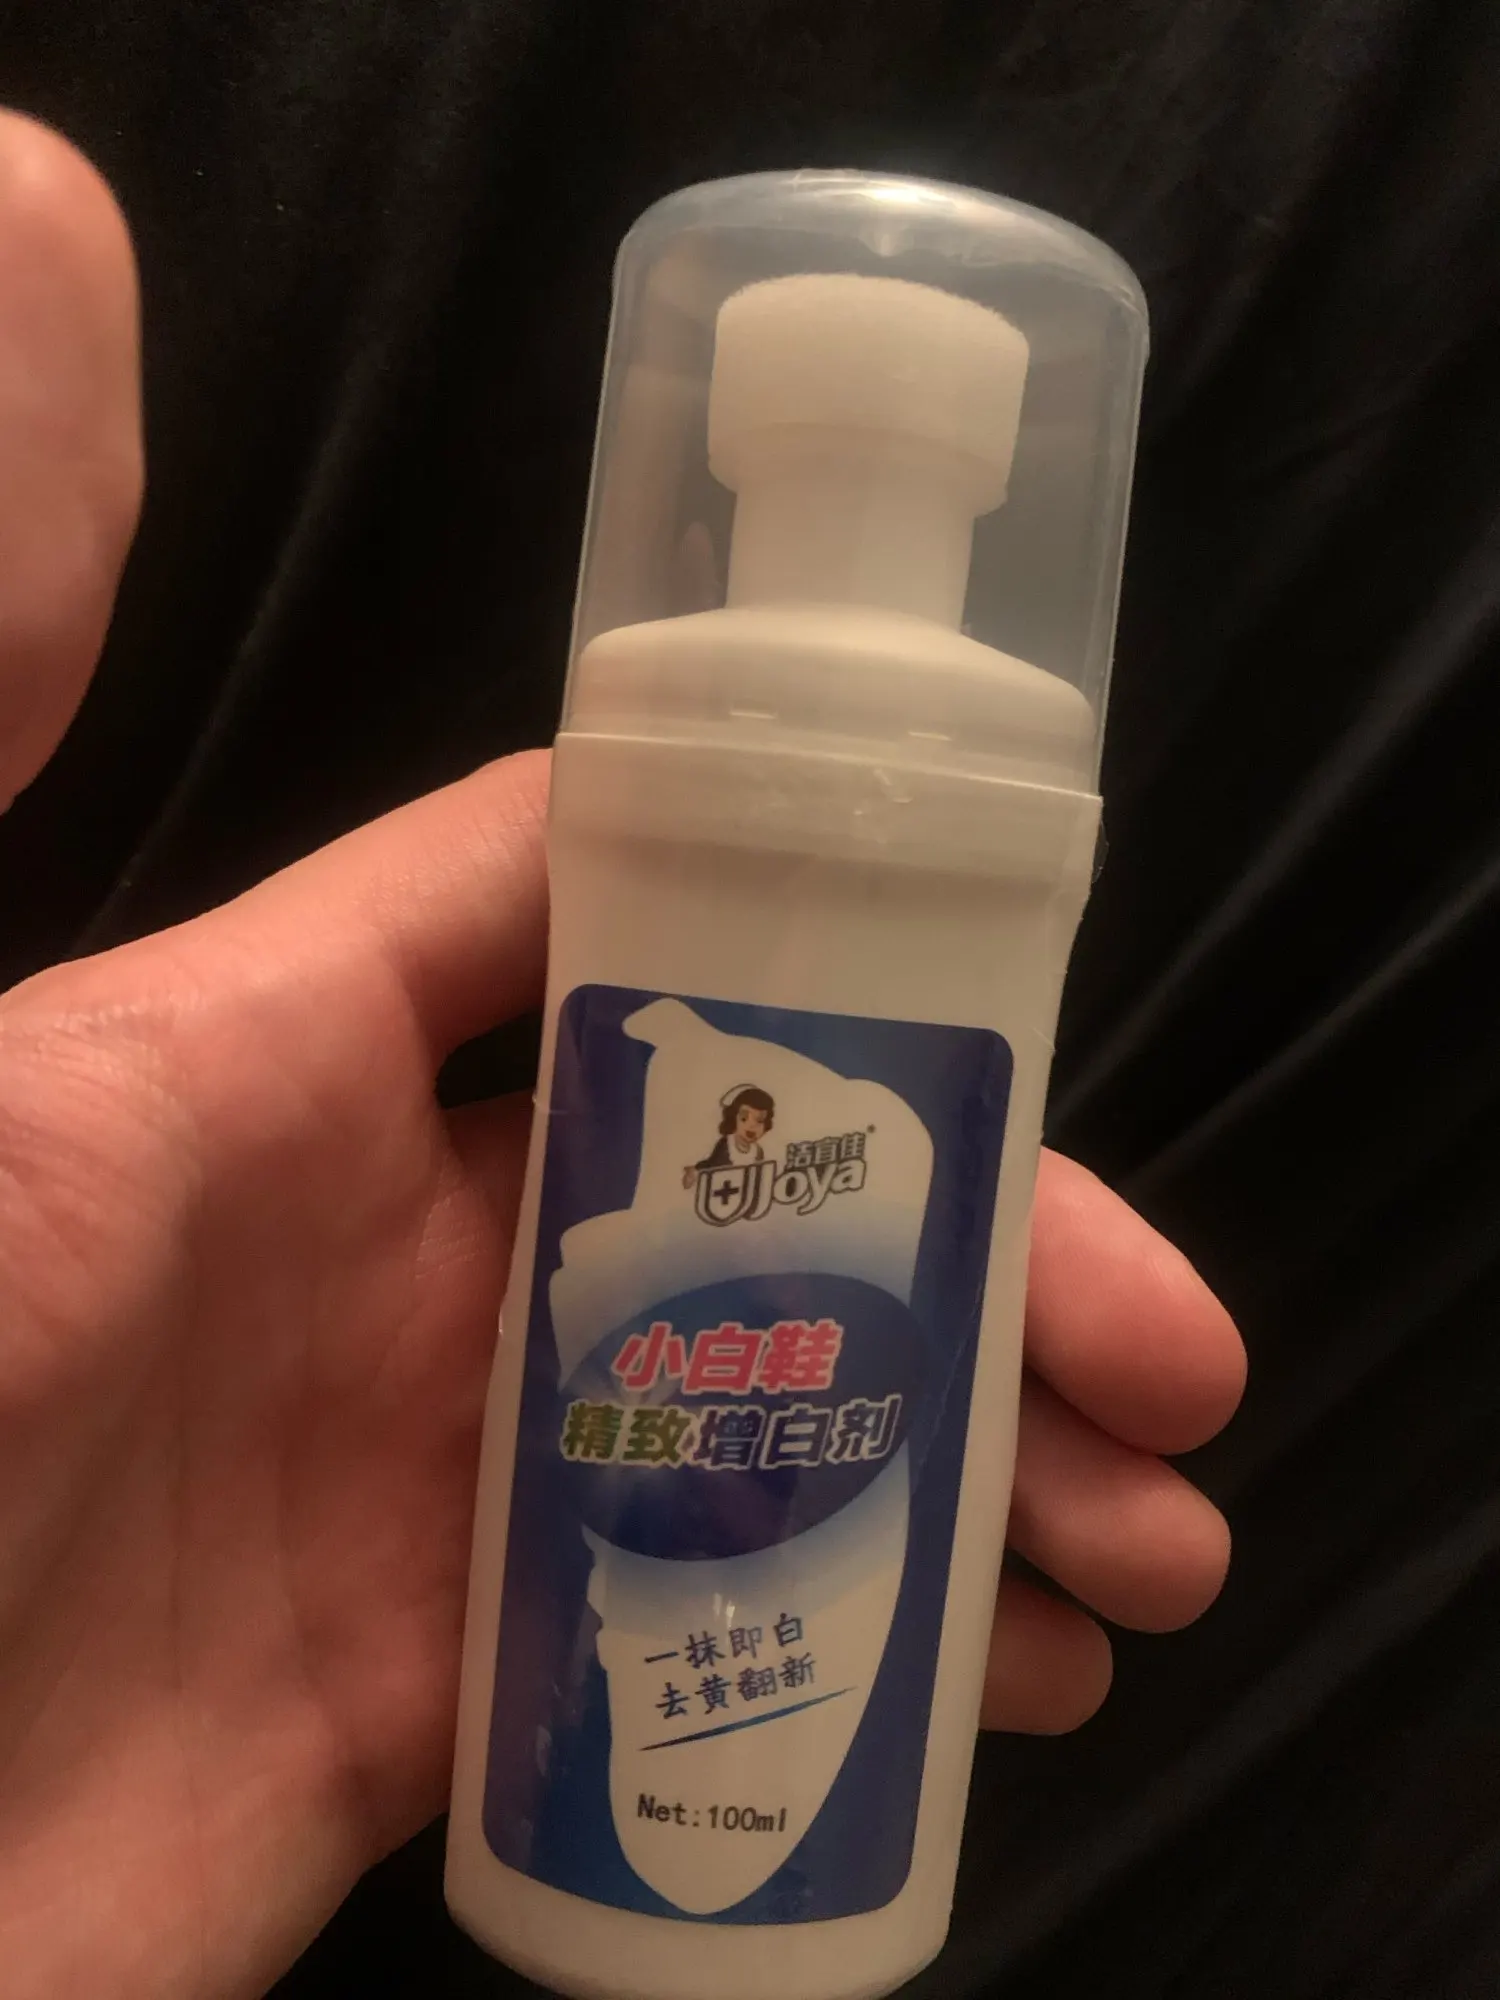 洁宜佳®
Joya
小白鞋
精致增白剂
一抹即白
去黄翻新
Net:100ml